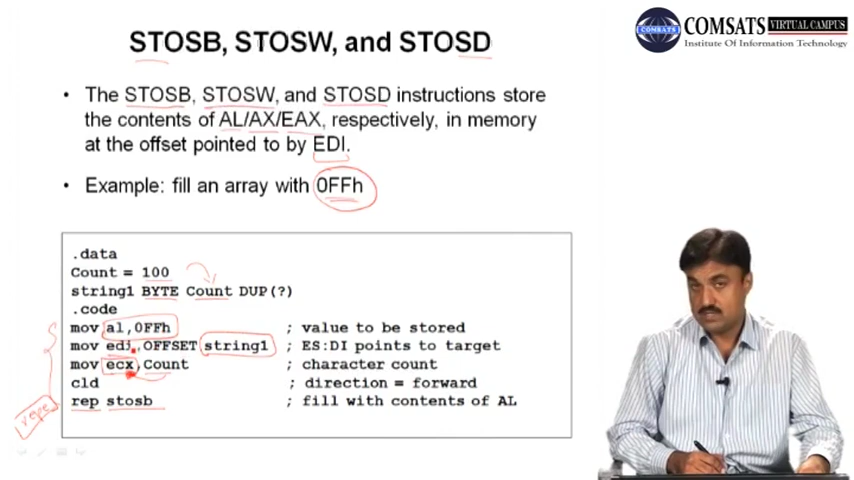 STOSB, STOSW, and STOSD
COMSATS VIRTUAL CAMPUS
COMSATS
Institute Of Information Technology
• The STOSB, STOSW, and STOSD instructions store
the contents of AL/AX/EAX, respectively, in memory
at the offset pointed to by EDI.
• Example: fill an array with 0FFh
.data
Count = 100
string1 BYTE Count DUP(?)
.code
mov al,0FFh ; value to be stored
mov edi,OFFSET string1 ; ES:DI points to target
mov ecx,Count ; character count
cld ; direction = forward
rep stosb ; fill with contents of AL